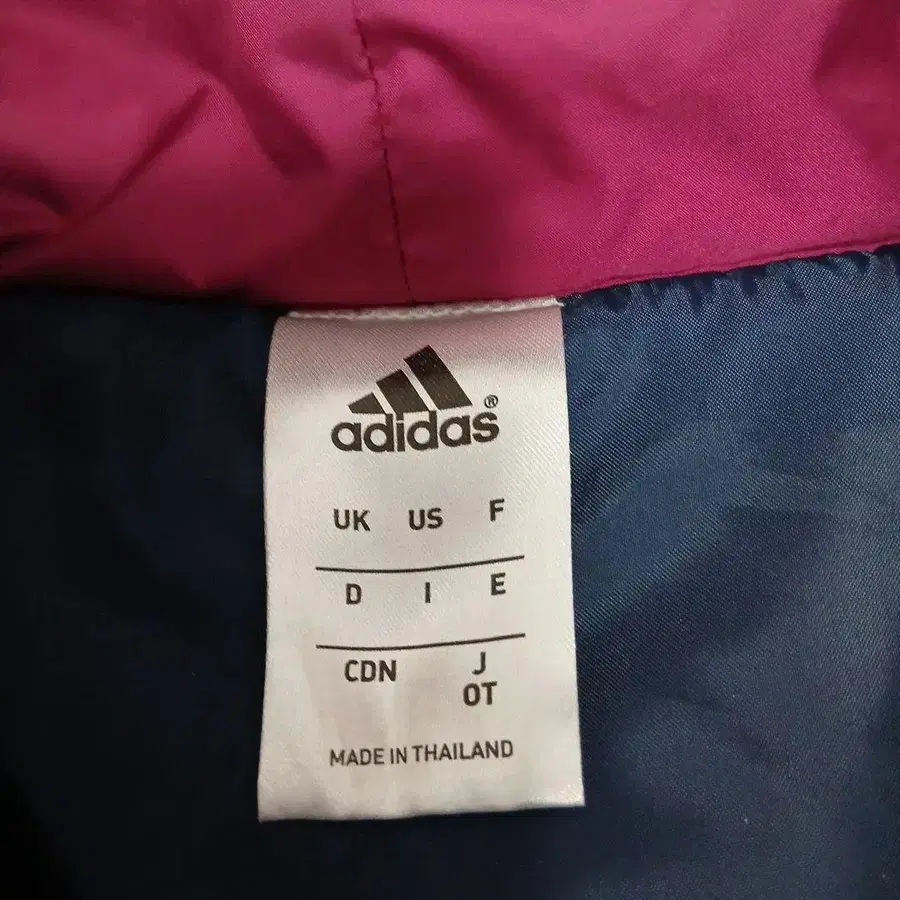 adidas®
UK US F
D I E
CDN J
OT
MADE IN THAILAND